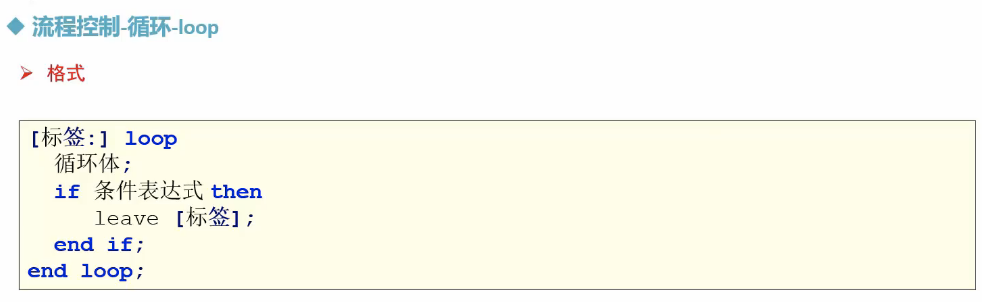 流程控制-循环-loop
格式
[标签:] loop
循环体;
if 条件表达式 then
leave [标签];
end if;
end loop;